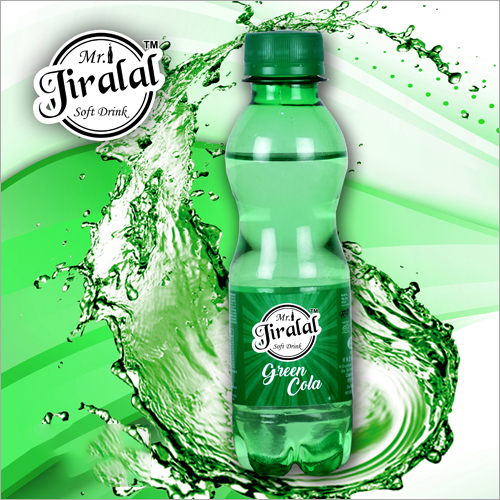 Mr.
Jiralal
TM
Soft Drink
Mr.
Jiralal
TM
Soft Drink
Green
Cola